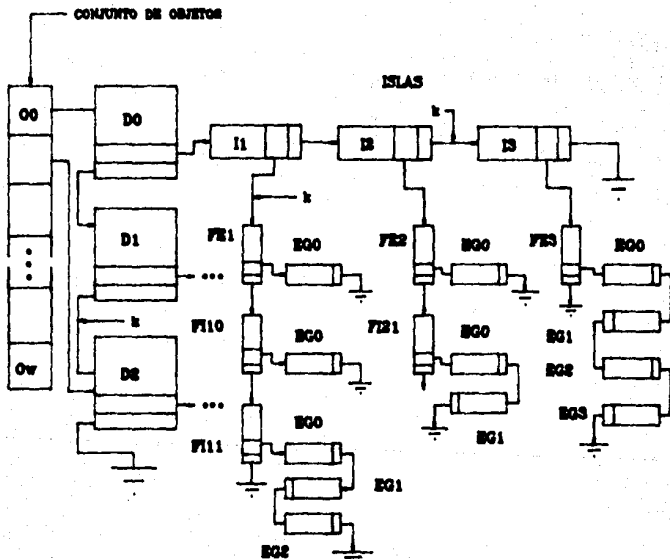 CONJUNTO DE OBJETOS
ISLAS
O0 D0 I1 I2 k I3
k
D1 FE1 EG0 FE2 EG0 FE3 EG0
...
k
FI10 EG0 FI21 EG0 EG1
EG2
Ow D2
...
FI11 EG0 EG1 EG3
EG1
EG2